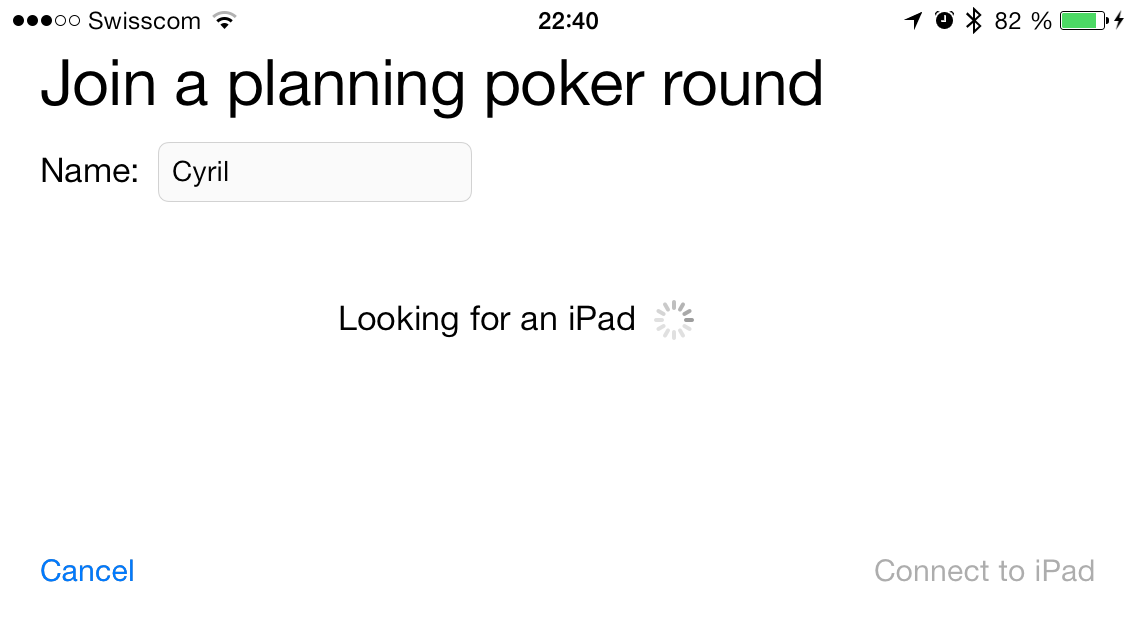 Swisscom 22:40 82 %
Join a planning poker round
Name: Cyril
Looking for an iPad
Cancel Connect to iPad